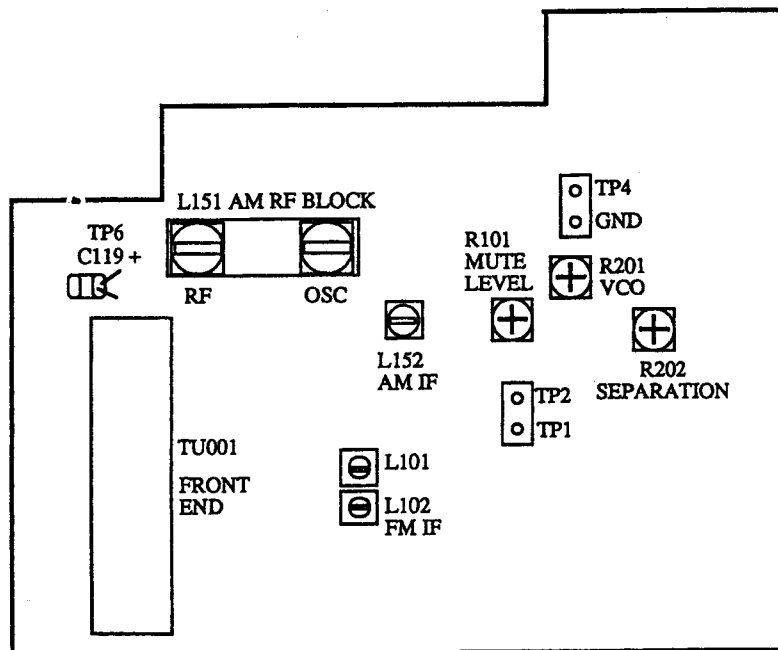 L151 AM RF BLOCK
TP6
C119 +
RF
OSC
TP4
GND
R101
MUTE
LEVEL
R201
VCO
L152
AM IF
R202
SEPARATION
TP2
TP1
TU001
FRONT
END
L101
L102
FM IF